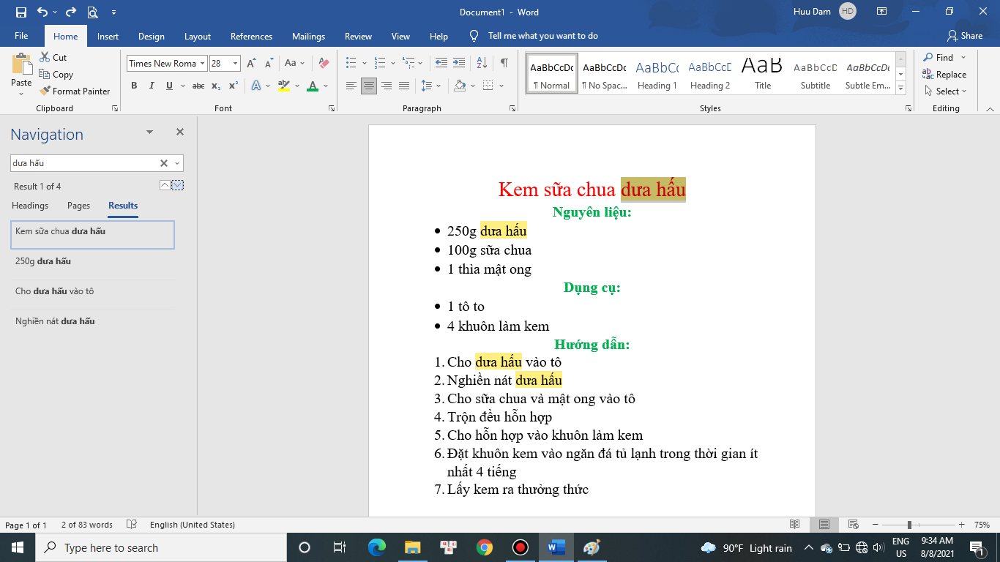 Document1 - Word
Huu Dam
HD
File Home Insert Design Layout References Mailings Review View Help Tell me what you want to do Share
Paste
Cut
Copy
Format Painter
Clipboard
Times New Roma 28
Aa
B I U abc x₂ x²
Font
Paragraph
AaBbCcDc AaBbCcDc AaBbCc AaBbCcD AaB AaBbCcD AaBbCcDc
¶ Normal ¶ No Spac... Heading 1 Heading 2 Title Subtitle Subtle Em...
Styles
Find
Replace
Select
Editing
Navigation
dưa hấu
Result 1 of 4
Headings Pages Results
Kem sữa chua dưa hấu
250g dưa hấu
Cho dưa hấu vào tô
Nghiền nát dưa hấu
Kem sữa chua dưa hấu
Nguyên liệu:
• 250g dưa hấu
• 100g sữa chua
• 1 thìa mật ong
Dụng cụ:
• 1 tô to
• 4 khuôn làm kem
Hướng dẫn:
1. Cho dưa hấu vào tô
2. Nghiền nát dưa hấu
3. Cho sữa chua và mật ong vào tô
4. Trộn đều hỗn hợp
5. Cho hỗn hợp vào khuôn làm kem
6. Đặt khuôn kem vào ngăn đá tủ lạnh trong thời gian ít
nhất 4 tiếng
7. Lấy kem ra thưởng thức
Page 1 of 1 2 of 83 words English (United States) 75%
Type here to search
90°F Light rain
ENG
US
9:34 AM
8/8/2021
1